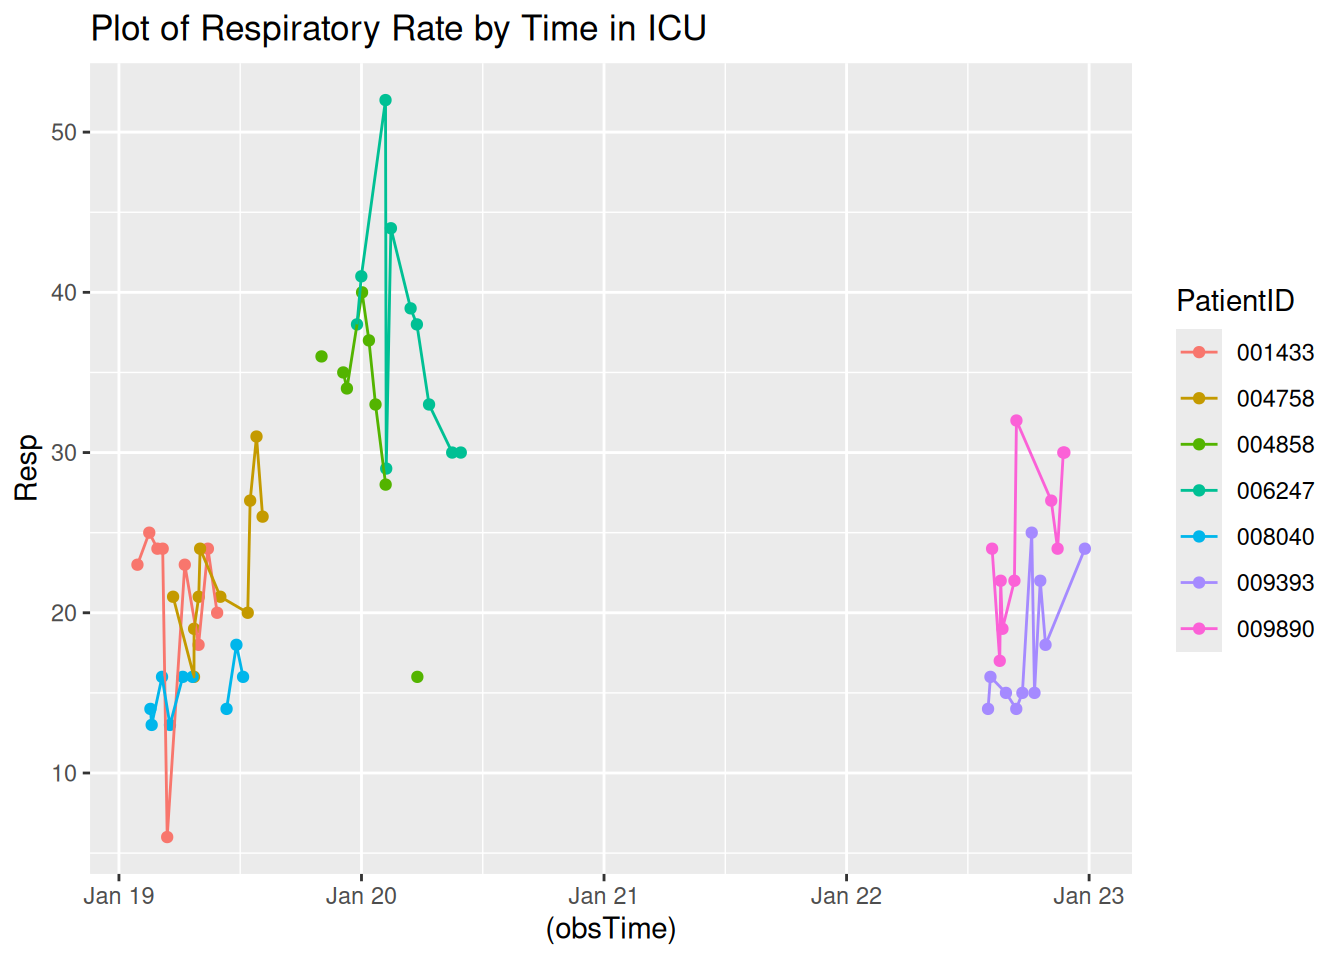 Plot of Respiratory Rate by Time in ICU
Resp
50
40
30
20
10
Jan 19 Jan 20 Jan 21 Jan 22 Jan 23
(obsTime)
PatientID
001433
004758
004858
006247
008040
009393
009890